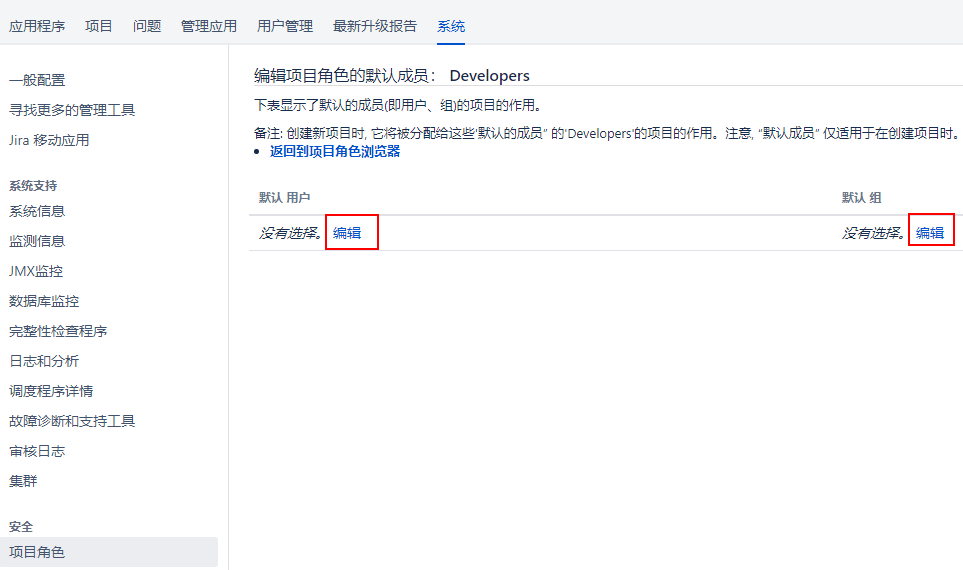 应用程序 项目 问题 管理应用 用户管理 最新升级报告 系统
一般配置
寻找更多的管理工具
Jira 移动应用
系统支持
系统信息
监测信息
JMX监控
数据库监控
完整性检查程序
日志和分析
调度程序详情
故障诊断和支持工具
审核日志
集群
安全
项目角色
编辑项目角色的默认成员： Developers
下表显示了默认的成员(即用户、组)的项目的作用。
备注: 创建新项目时, 它将被分配给这些'默认的成员” 的'Developers'的项目的作用。注意, “默认成员” 仅适用于在创建项目时。
• 返回到项目角色浏览器
默认 用户 默认 组
没有选择。 编辑 没有选择。 编辑